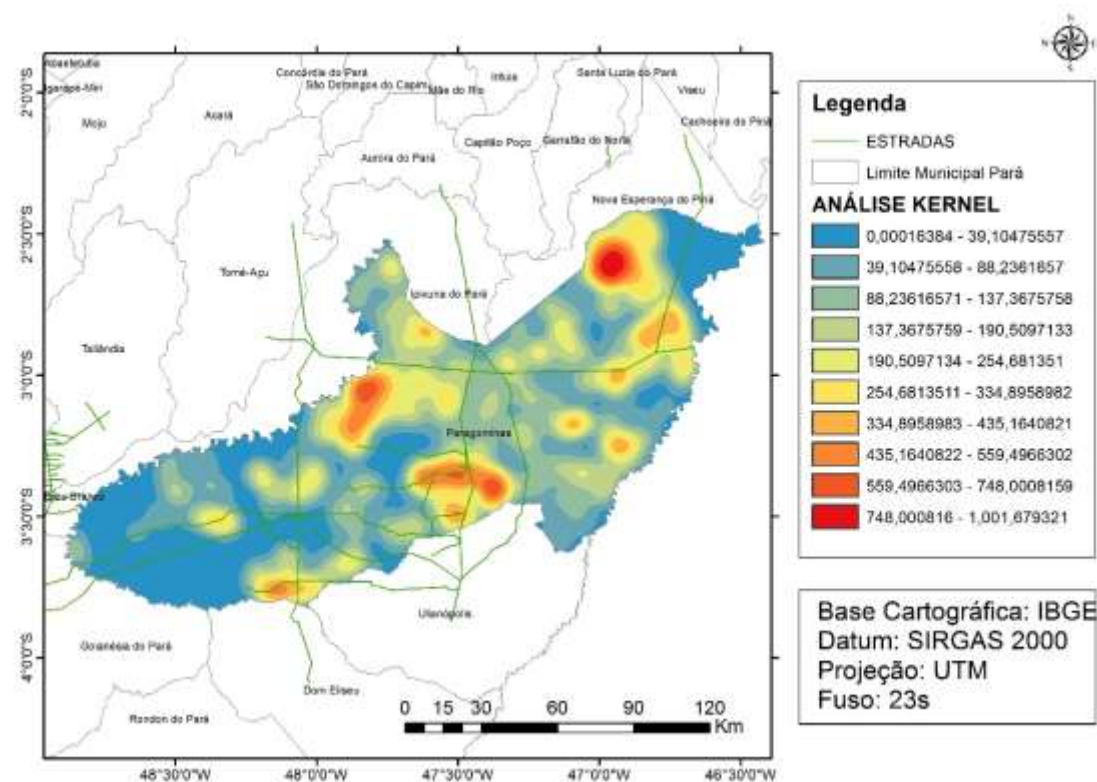 N
Abaetetuba
Igarapé-Miri
Concórdia do Pará
São Domingos do Capim
Mãe do Rio
Irituia
Santa Luzia do Pará
Viseu
Moju
Acará
Capitão Poço
Garrafão do Norte
Cachoeira do Piriá
Aurora do Pará
Nova Esperança do Piriá
Tomé-Açu
Ipixuna do Pará
Tailândia
Paragominas
Ulianópolis
Goianésia do Pará
Dom Eliseu
Rondon do Pará
2°0'0"S
2°30'0"S
3°0'0"S
3°30'0"S
4°0'0"S
48°30'0"W
48°0'0"W
47°30'0"W
47°0'0"W
46°30'0"W
0 15 30 60 90 120
Km
Legenda
ESTRADAS
Limite Municipal Pará
ANÁLISE KERNEL
0,00016384 - 39,10475557
39,10475558 - 88,2361657
88,23616571 - 137,3675758
137,3675759 - 190,5097133
190,5097134 - 254,681351
254,6813511 - 334,8958982
334,8958983 - 435,1640821
435,1640822 - 559,4966302
559,4966303 - 748,0008159
748,000816 - 1,001,679321
Base Cartográfica: IBGE
Datum: SIRGAS 2000
Projeção: UTM
Fuso: 23s